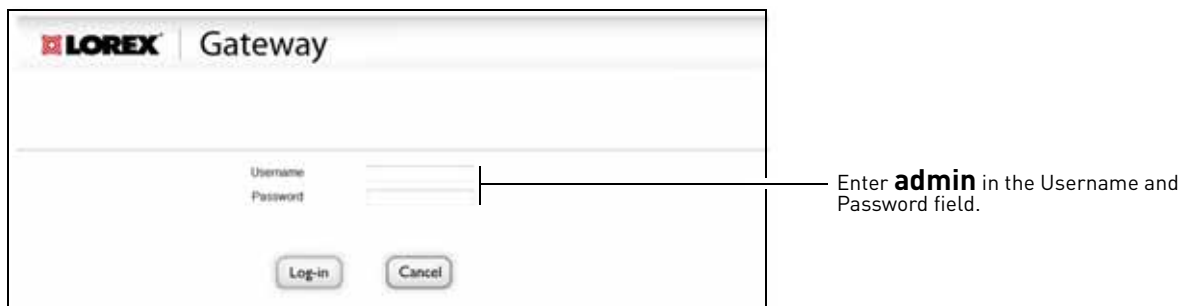 LOREX Gateway
Username
Password
Enter admin in the Username and
Password field.
Log-in Cancel